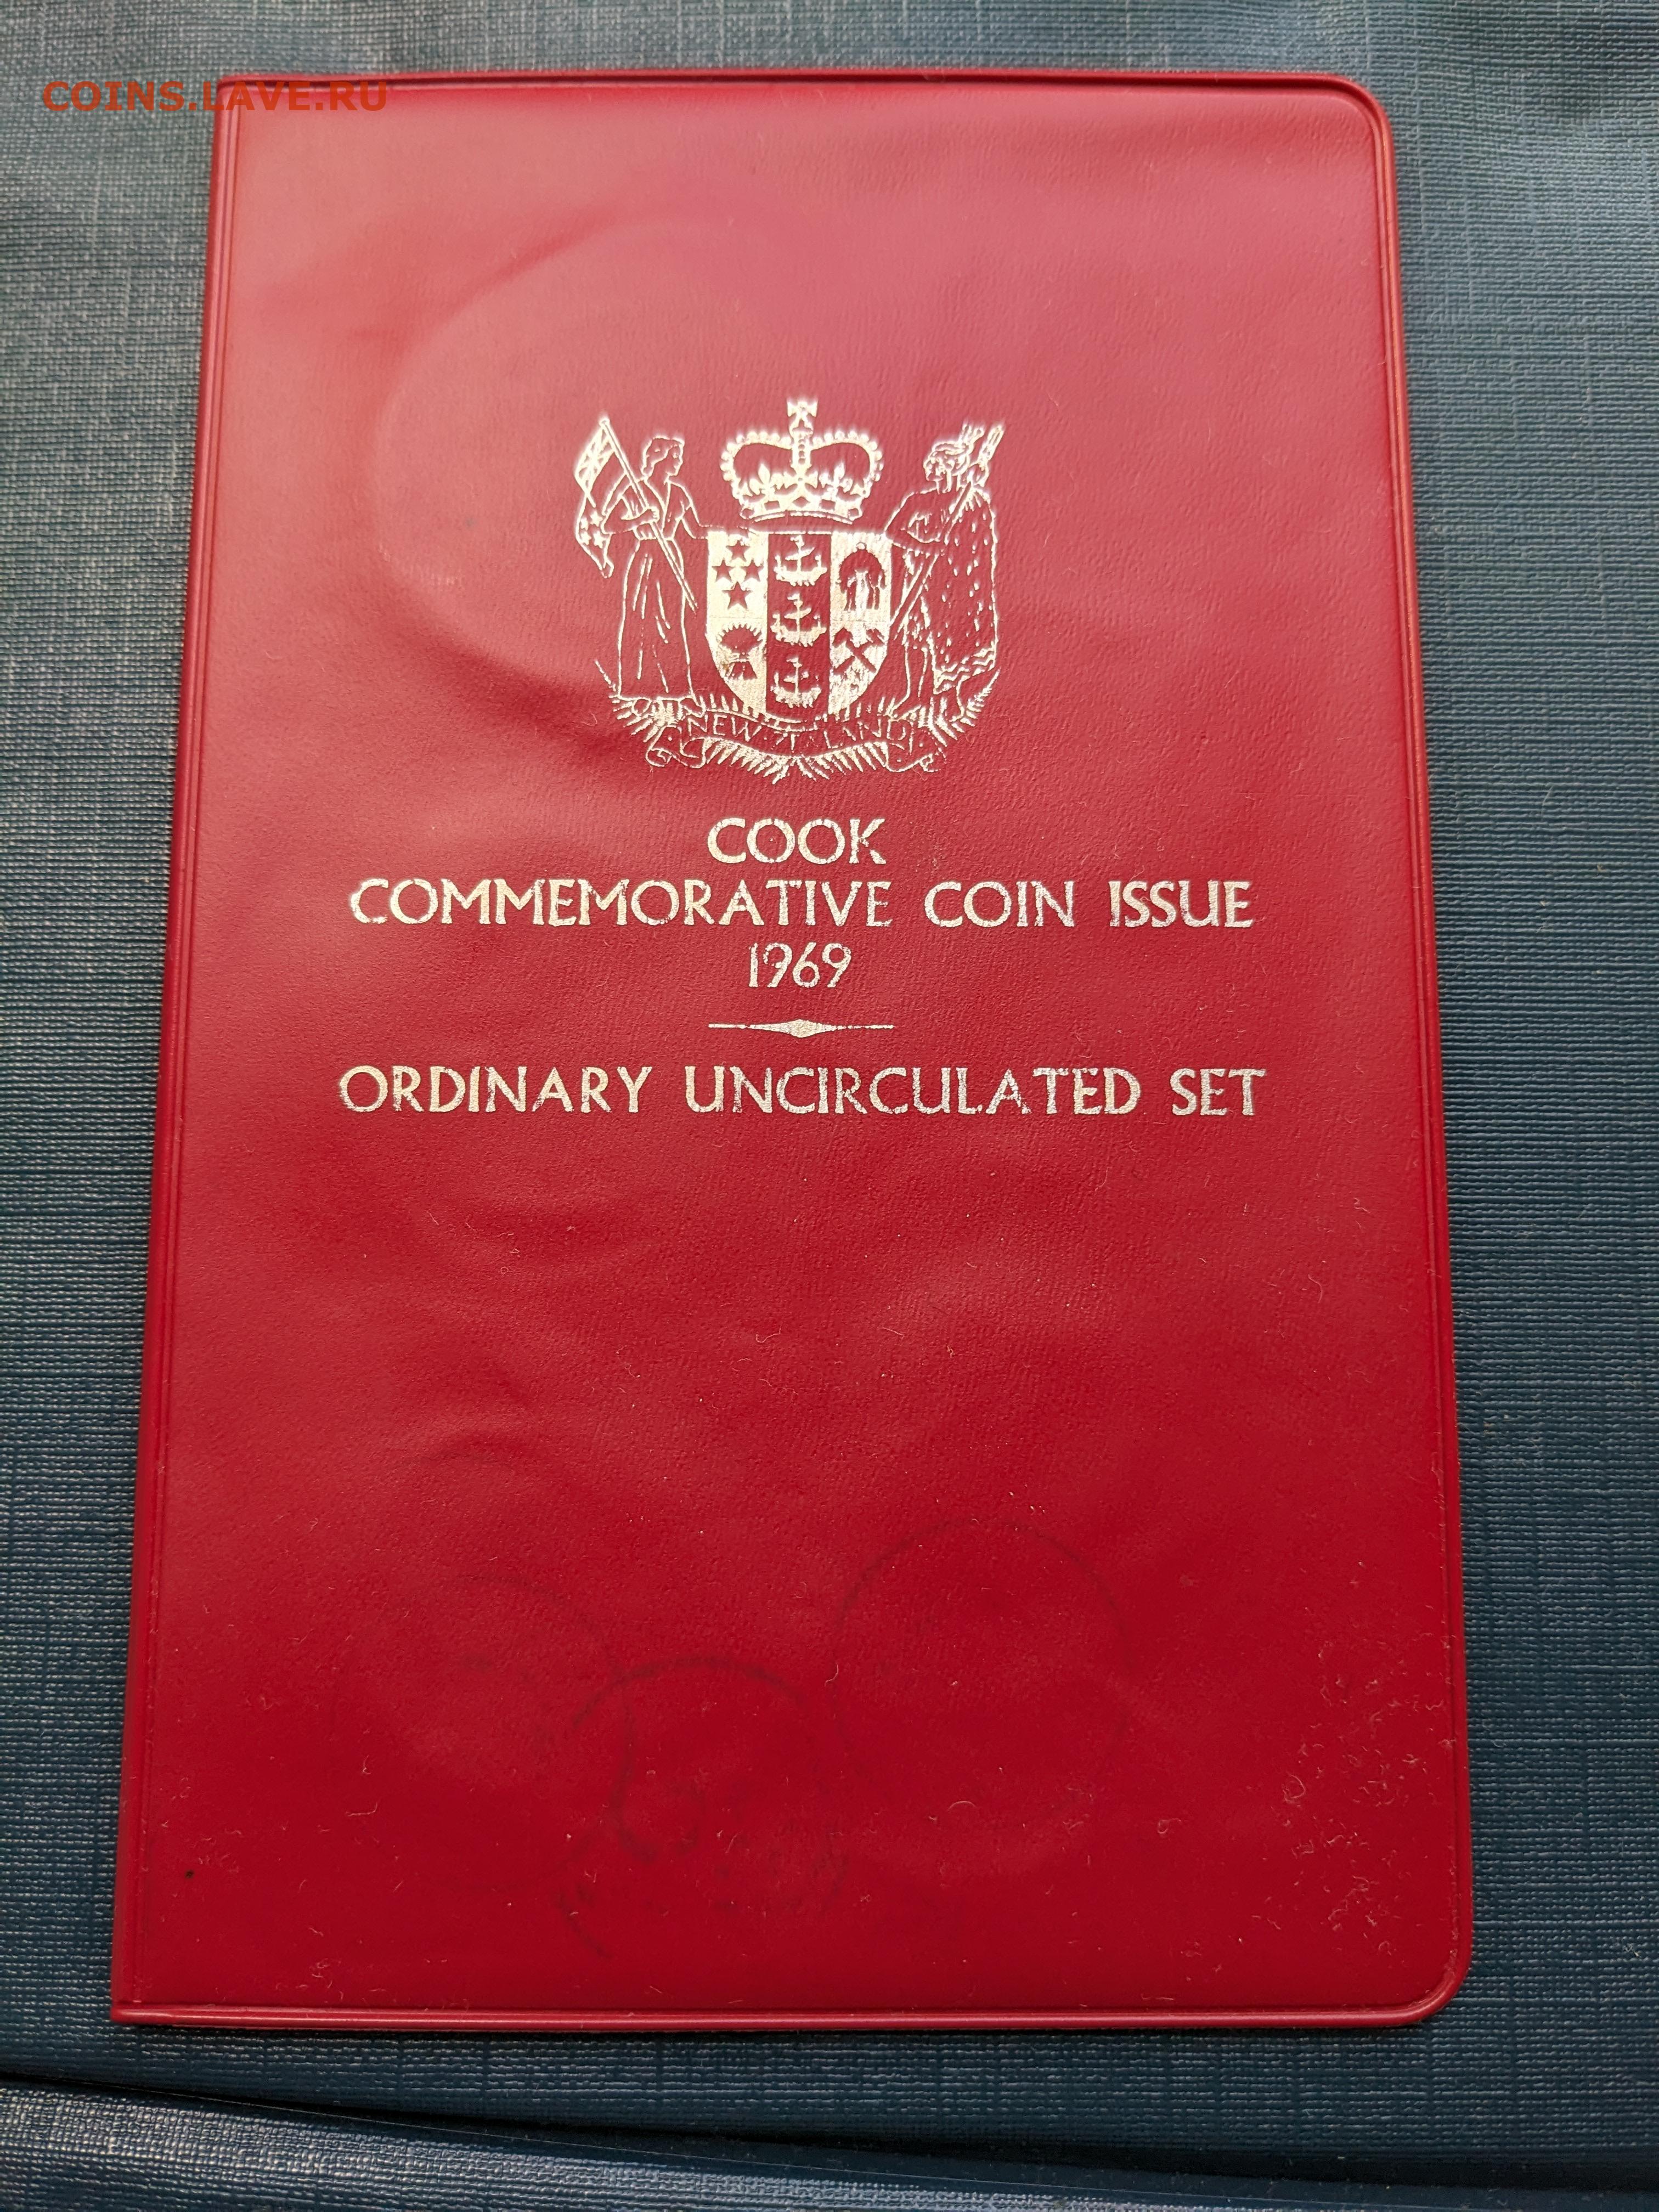 COINS.LAVE.RU
NEW ZEALAND
COOK
COMMEMORATIVE COIN ISSUE
1969
ORDINARY UNCIRCULATED SET